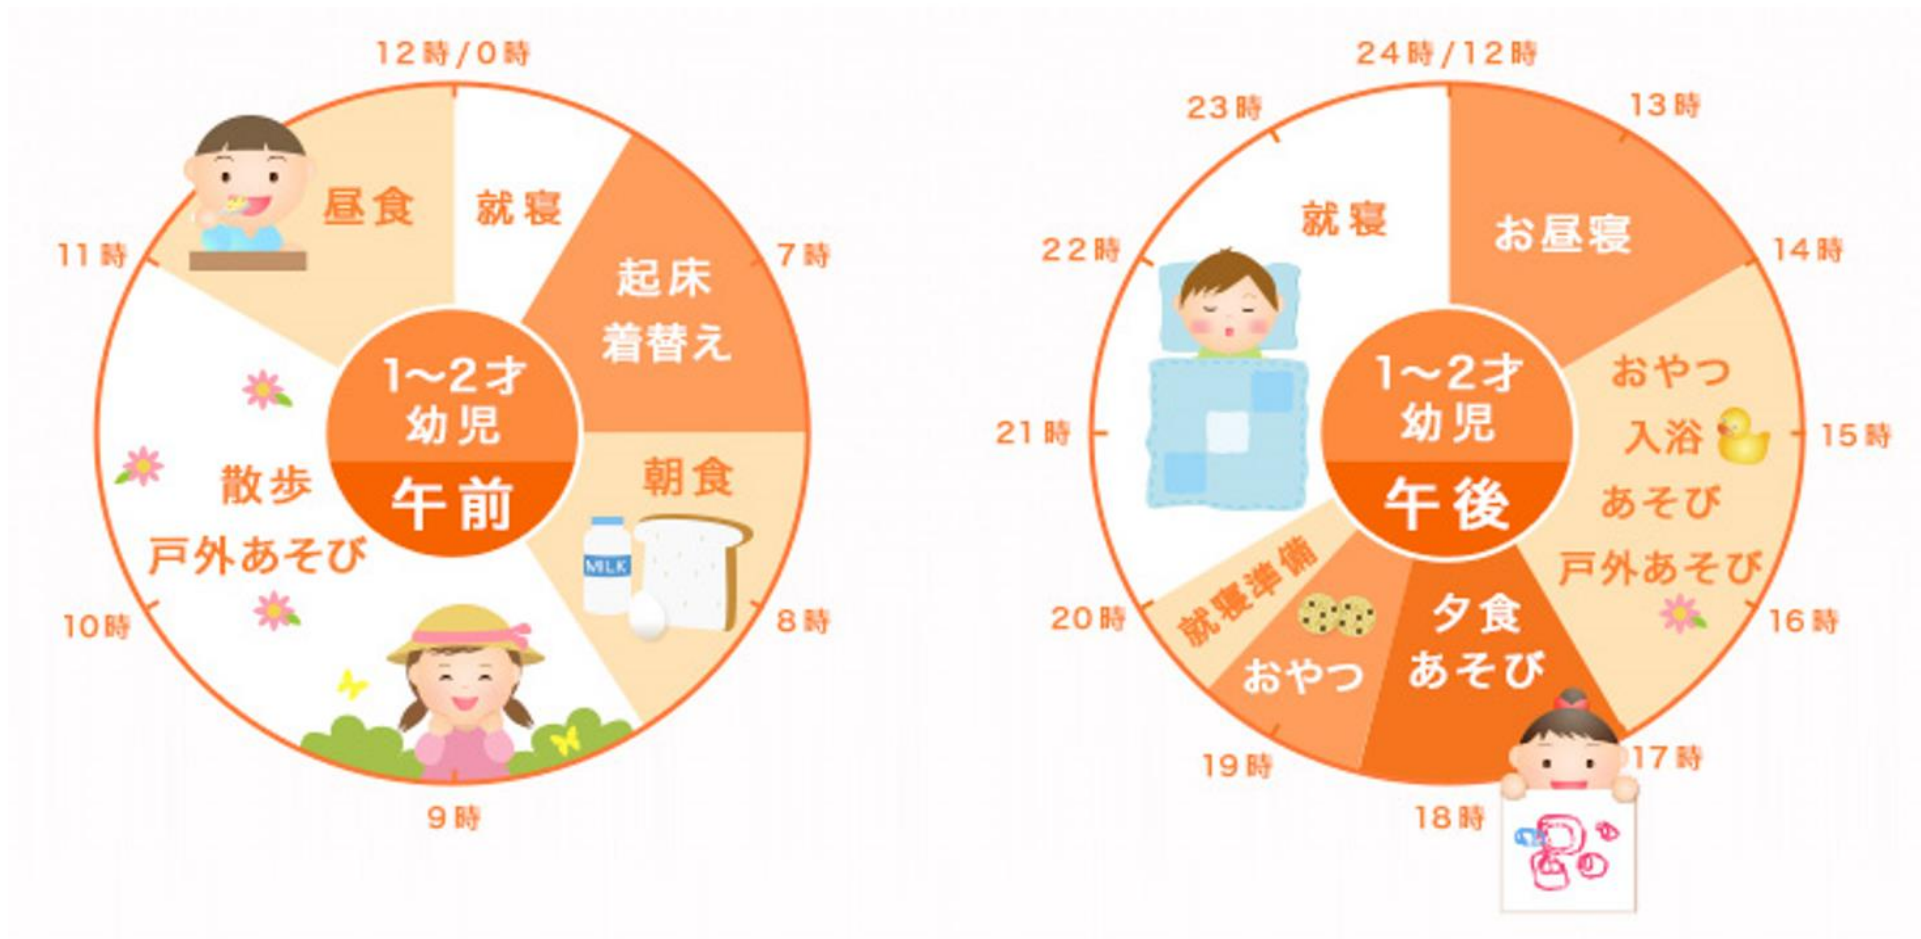 12時/0時
就寝
7時
起床
着替え
朝食
MILK
8時
9時
散歩
戸外あそび
10時
11時
昼食
1〜2才
幼児
午前
24時/12時
13時
お昼寝
14時
おやつ
入浴
あそび
戸外あそび
15時
16時
17時
夕食
あそび
18時
おやつ
19時
就寝準備
20時
21時
22時
23時
就寝
1〜2才
幼児
午後